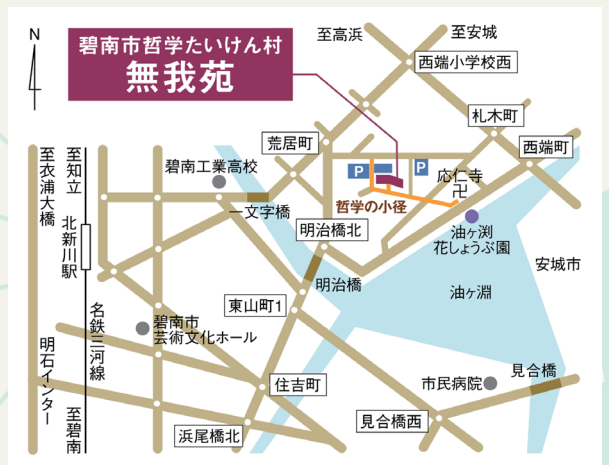 N
碧南市哲学たいけん村
無我苑
至高浜
至安城
西端小学校西
札木町
西端町
荒居町
碧南工業高校
P
P
応仁寺
卍
哲学の小径
一文字橋
明治橋北
油ヶ渕
花しょうぶ園
安城市
至衣浦大橋
至知立
北新川駅
明治橋
油ヶ淵
東山町1
名鉄三河線
碧南市
芸術文化ホール
明石インター
至碧南
住吉町
市民病院
見合橋
見合橋西
浜尾橋北